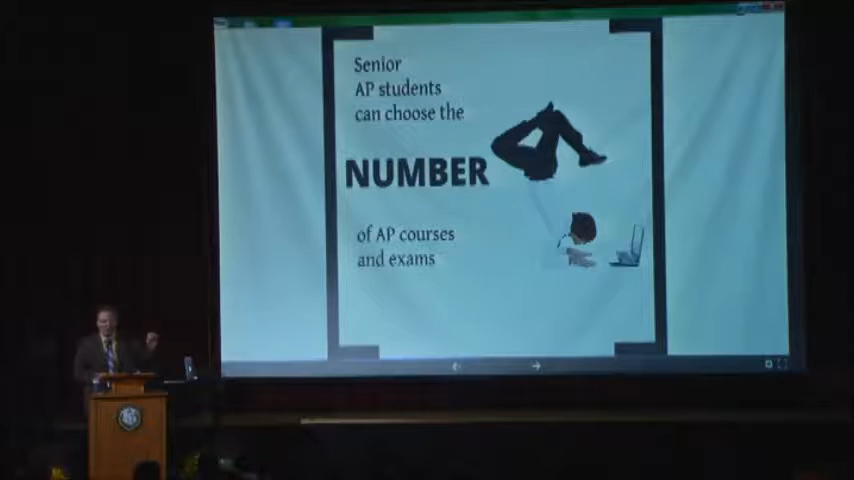 Senior
AP students
can choose the
NUMBER
of AP courses
and exams